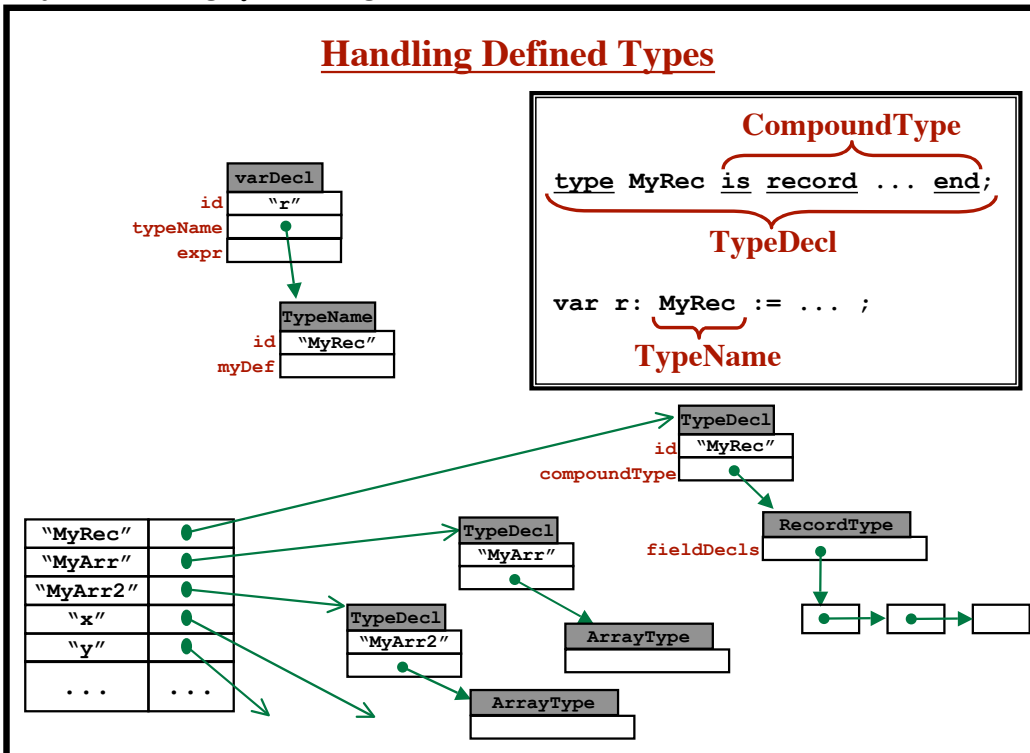 Handling Defined Types
CompoundType
type MyRec is record ... end;
TypeDecl
var r: MyRec := ... ;
TypeName
varDecl
id “r”
typeName
expr
TypeName
id “MyRec”
myDef
TypeDecl
id “MyRec”
compoundType
RecordType
fieldDecls
“MyRec”
“MyArr”
“MyArr2”
“x”
“y”
... ...
TypeDecl
“MyArr”
ArrayType
TypeDecl
“MyArr2”
ArrayType